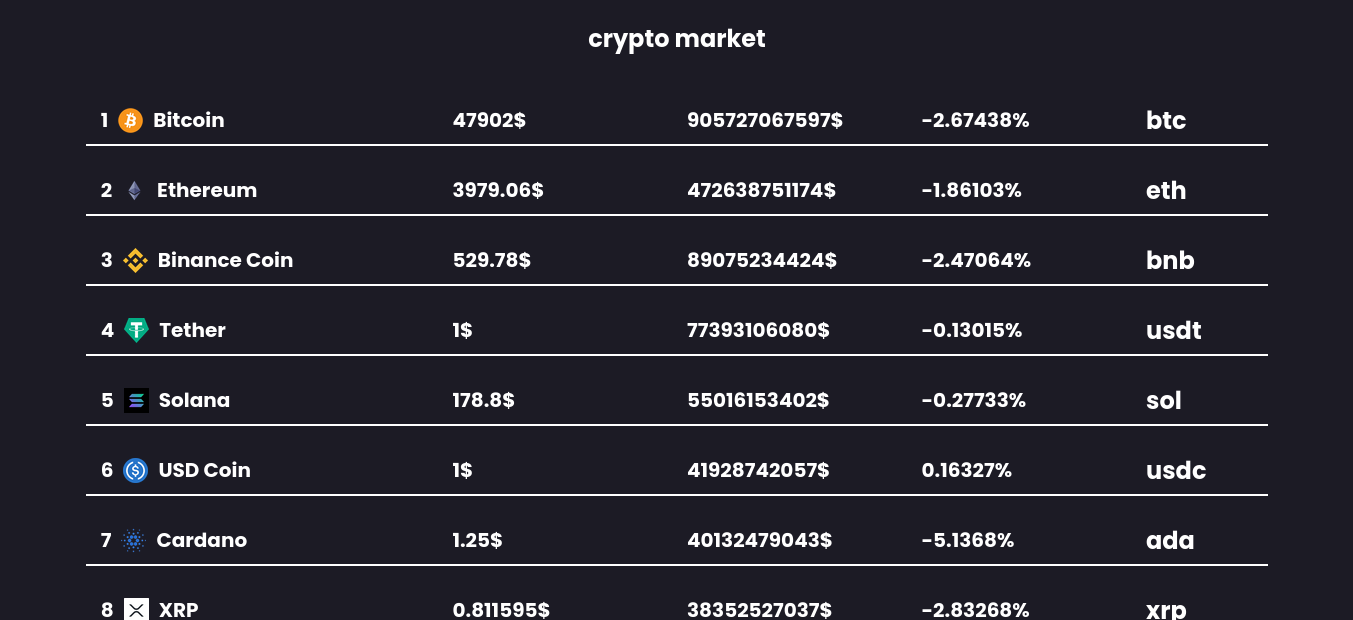 crypto market
1 Bitcoin 47902$ 905727067597$ -2.67438% btc
2 Ethereum 3979.06$ 472638751174$ -1.86103% eth
3 Binance Coin 529.78$ 89075234424$ -2.47064% bnb
4 Tether 1$ 77393106080$ -0.13015% usdt
5 Solana 178.8$ 55016153402$ -0.27733% sol
6 USD Coin 1$ 41928742057$ 0.16327% usdc
7 Cardano 1.25$ 40132479043$ -5.1368% ada
8 XRP 0.811595$ 38352527037$ -2.83268% xrp